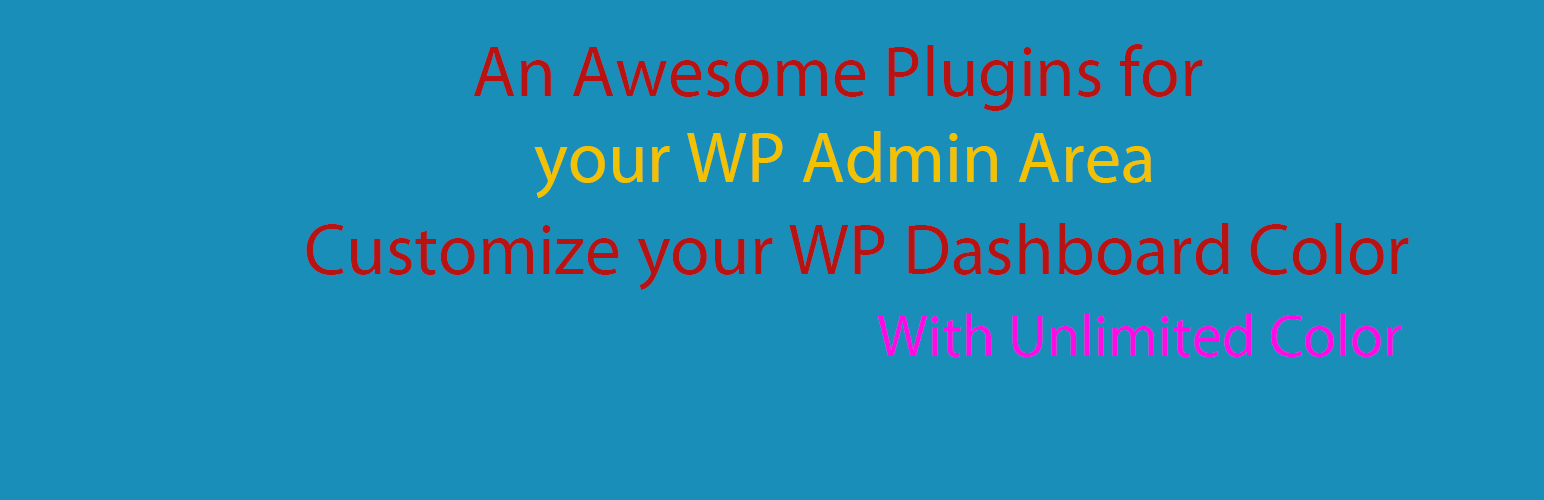 An Awesome Plugins for
your WP Admin Area
Customize your WP Dashboard Color
With Unlimited Color